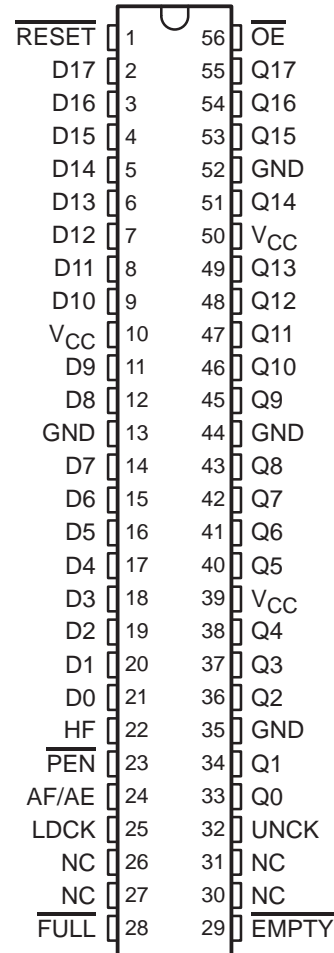 RESET 1 56 OE
D17 2 55 Q17
D16 3 54 Q16
D15 4 53 Q15
D14 5 52 GND
D13 6 51 Q14
D12 7 50 VCC
D11 8 49 Q13
D10 9 48 Q12
VCC 10 47 Q11
D9 11 46 Q10
D8 12 45 Q9
GND 13 44 GND
D7 14 43 Q8
D6 15 42 Q7
D5 16 41 Q6
D4 17 40 Q5
D3 18 39 VCC
D2 19 38 Q4
D1 20 37 Q3
D0 21 36 Q2
HF 22 35 GND
PEN 23 34 Q1
AF/AE 24 33 Q0
LDCK 25 32 UNCK
NC 26 31 NC
NC 27 30 NC
FULL 28 29 EMPTY